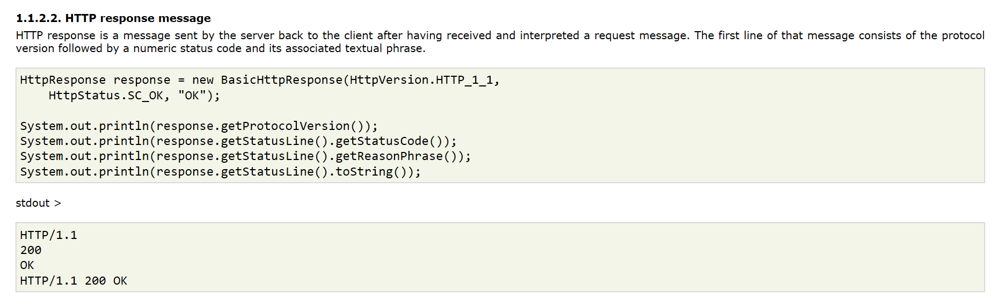 1.1.2.2. HTTP response message
HTTP response is a message sent by the server back to the client after having received and interpreted a request message. The first line of that message consists of the protocol
version followed by a numeric status code and its associated textual phrase.
HttpResponse response = new BasicHttpResponse(HttpVersion.HTTP_1_1,
    HttpStatus.SC_OK, "OK");
System.out.println(response.getProtocolVersion());
System.out.println(response.getStatusLine().getStatusCode());
System.out.println(response.getStatusLine().getReasonPhrase());
System.out.println(response.getStatusLine().toString());
stdout >
HTTP/1.1
200
OK
HTTP/1.1 200 OK